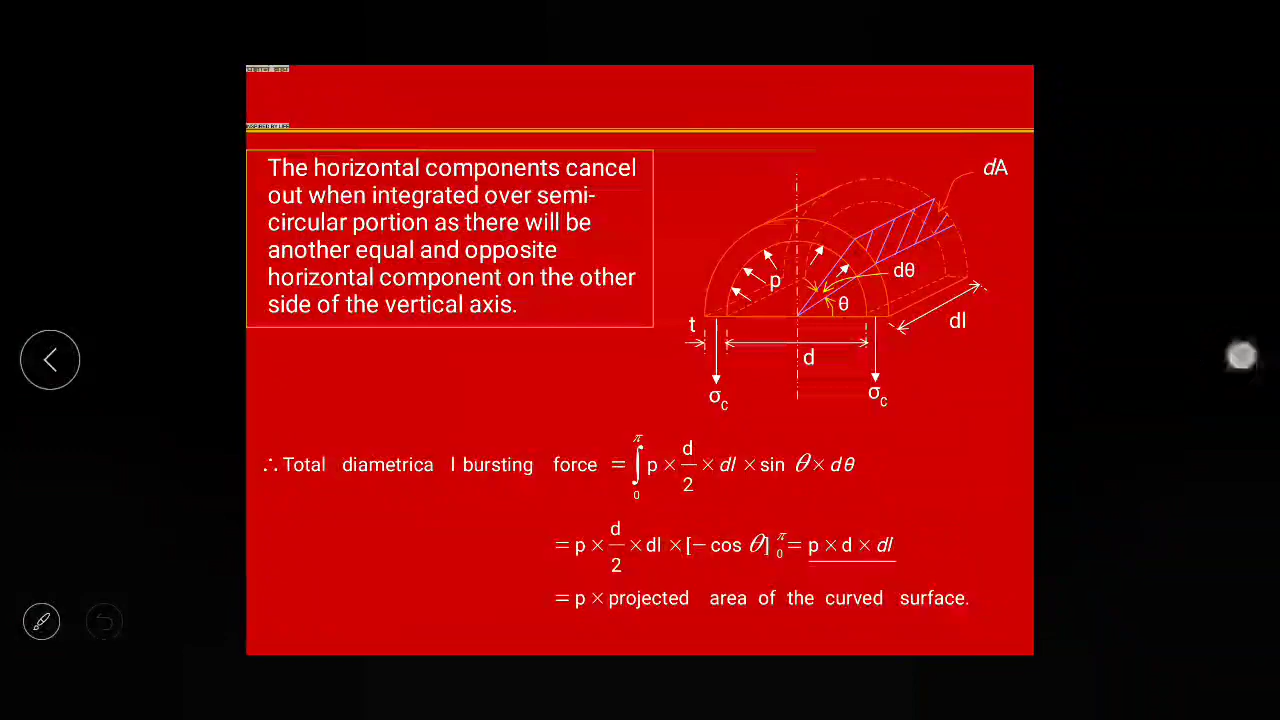 The horizontal components cancel
out when integrated over semi-
circular portion as there will be
another equal and opposite
horizontal component on the other
side of the vertical axis.
dA
p
dθ
θ
t
d
dl
σc
σc
∴ Total diametrica l bursting force = ∫₀^π p × d/2 × dl × sin θ × dθ
= p × d/2 × dl × [− cos θ]₀^π = p × d × dl
= p × projected area of the curved surface.